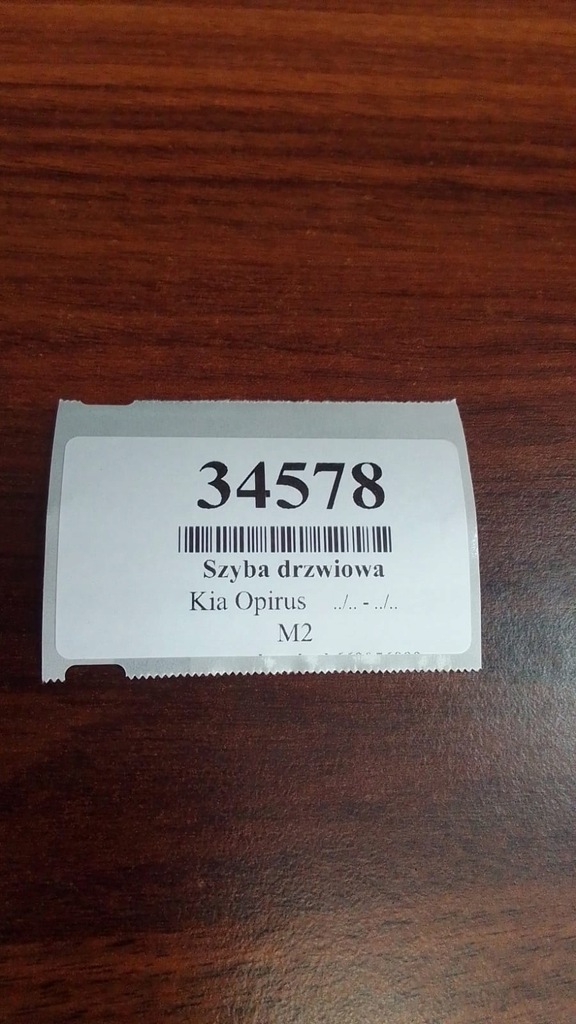 34578
Szyba drzwiowa
Kia Opirus ../.. - ../..
M2